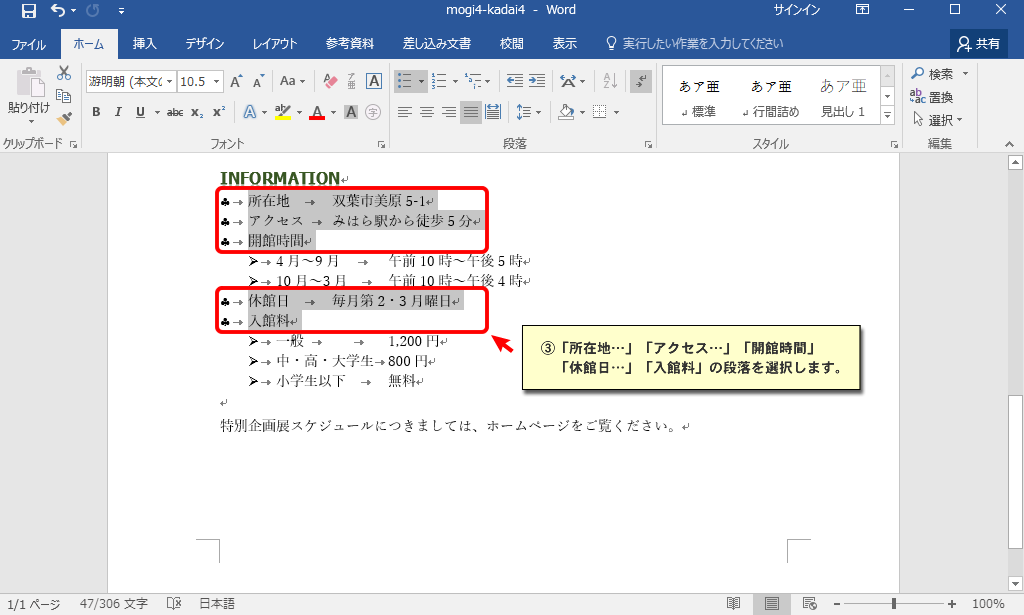 mogi4-kadai4 - Word
サインイン
ファイル ホーム 挿入 デザイン レイアウト 参考資料 差し込み文書 校閲 表示 実行したい作業を入力してください 共有
貼り付け
游明朝 (本文(
10.5
A A Aa ア亜 A
B I U abc x₂ x² A ab A A 字
あア亜 あア亜 あア亜
↲標準 ↲行間詰め 見出し 1
検索
置換
選択
クリップボード フォント 段落 スタイル 編集
INFORMATION↵
♣→所在地 → 双葉市美原 5-1↵
♣→アクセス → みはら駅から徒歩 5 分↵
♣→開館時間↵
➢→4 月～9 月 → 午前 10 時～午後 5 時↵
➢→10 月～3 月 → 午前 10 時～午後 4 時↵
♣→休館日 → 毎月第 2・3 月曜日↵
♣→入館料↵
➢→一般 → → 1,200 円↵
➢→中・高・大学生→800 円↵
➢→小学生以下 → 無料↵
↵
特別企画展スケジュールにつきましては、ホームページをご覧ください。↵
③「所在地…」「アクセス…」「開館時間」
「休館日…」「入館料」の段落を選択します。
1/1 ページ 47/306 文字 日本語 100%